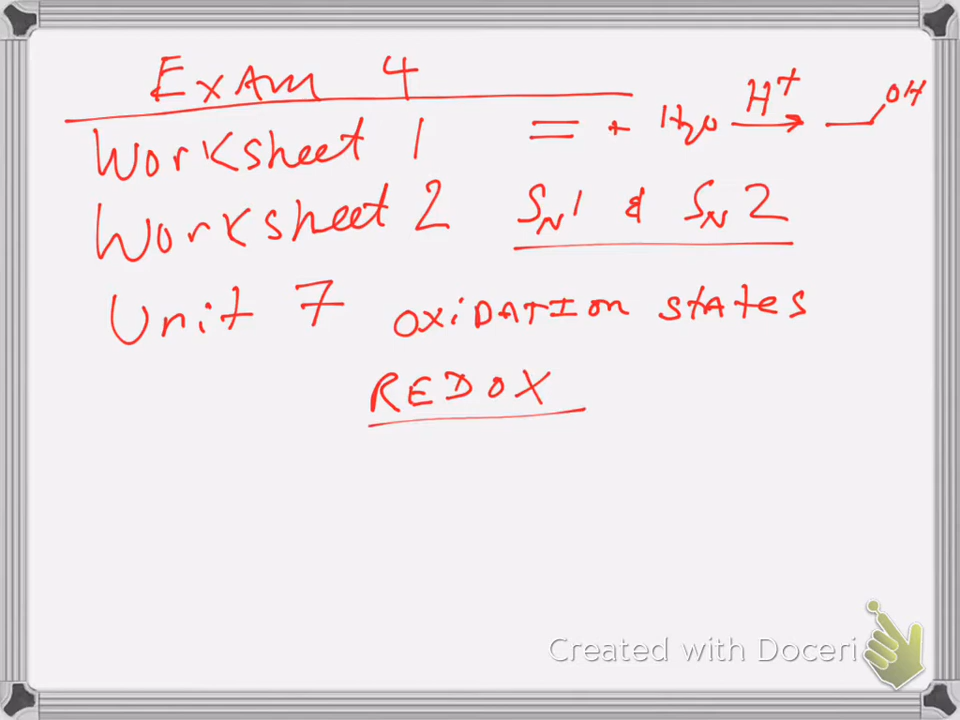 Exam 4
Worksheet 1 = + H2O H+ → OH
Worksheet 2 SN1 & SN2
Unit 7 oxidation states
REDOX
Created with Doceri